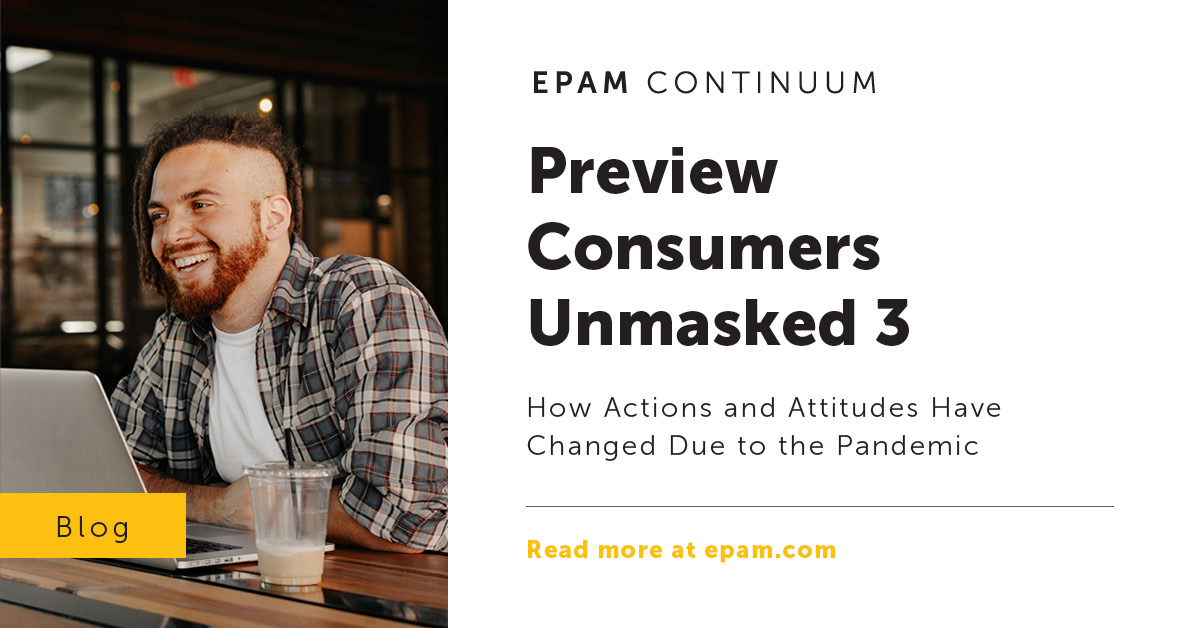 EPAM CONTINUUM
Preview
Consumers
Unmasked 3
How Actions and Attitudes Have
Changed Due to the Pandemic
Blog
Read more at epam.com